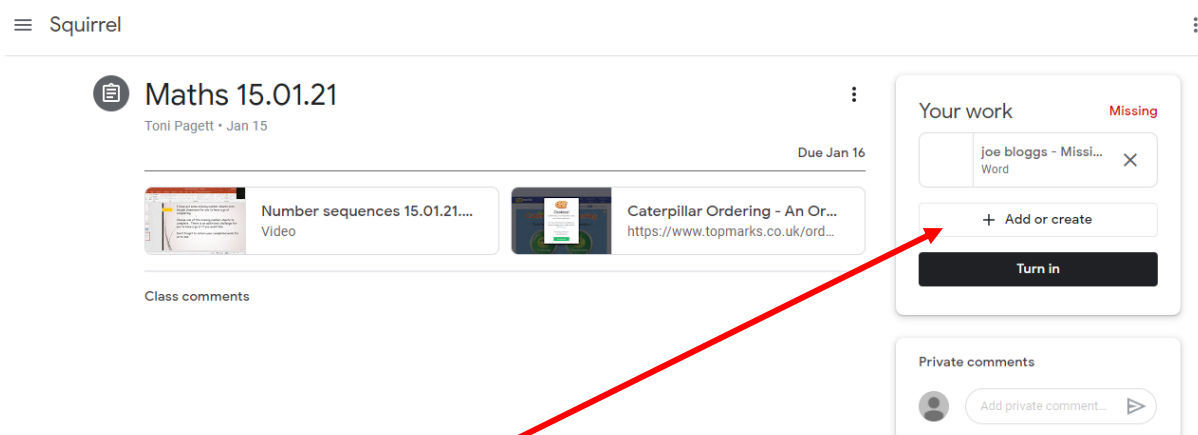 Squirrel
Maths 15.01.21
Toni Pagett • Jan 15
Due Jan 16
Number sequences 15.01.21....
Video
Caterpillar Ordering - An Or...
https://www.topmarks.co.uk/ord...
Class comments
Your work
Missing
joe bloggs - Missi...
Word
+ Add or create
Turn in
Private comments
Add private comment...